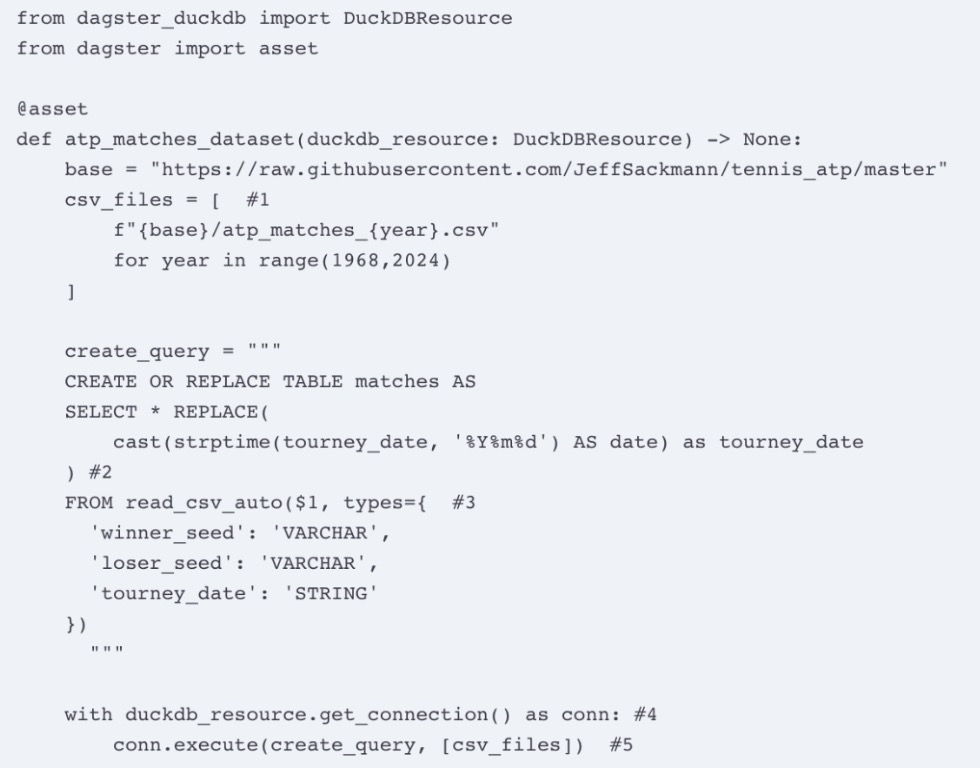 from dagster_duckdb import DuckDBResource
from dagster import asset

@asset
def atp_matches_dataset(duckdb_resource: DuckDBResource) -> None:
    base = "https://raw.githubusercontent.com/JeffSackmann/tennis_atp/master"
    csv_files = [  #1
        f"{base}/atp_matches_{year}.csv"
        for year in range(1968,2024)
    ]

    create_query = """
    CREATE OR REPLACE TABLE matches AS
    SELECT * REPLACE(
        cast(strptime(tourney_date, '%Y%m%d') AS date) as tourney_date
    ) #2
    FROM read_csv_auto($1, types={  #3
      'winner_seed': 'VARCHAR',
      'loser_seed': 'VARCHAR',
      'tourney_date': 'STRING'
    })
      """

    with duckdb_resource.get_connection() as conn: #4
        conn.execute(create_query, [csv_files])  #5